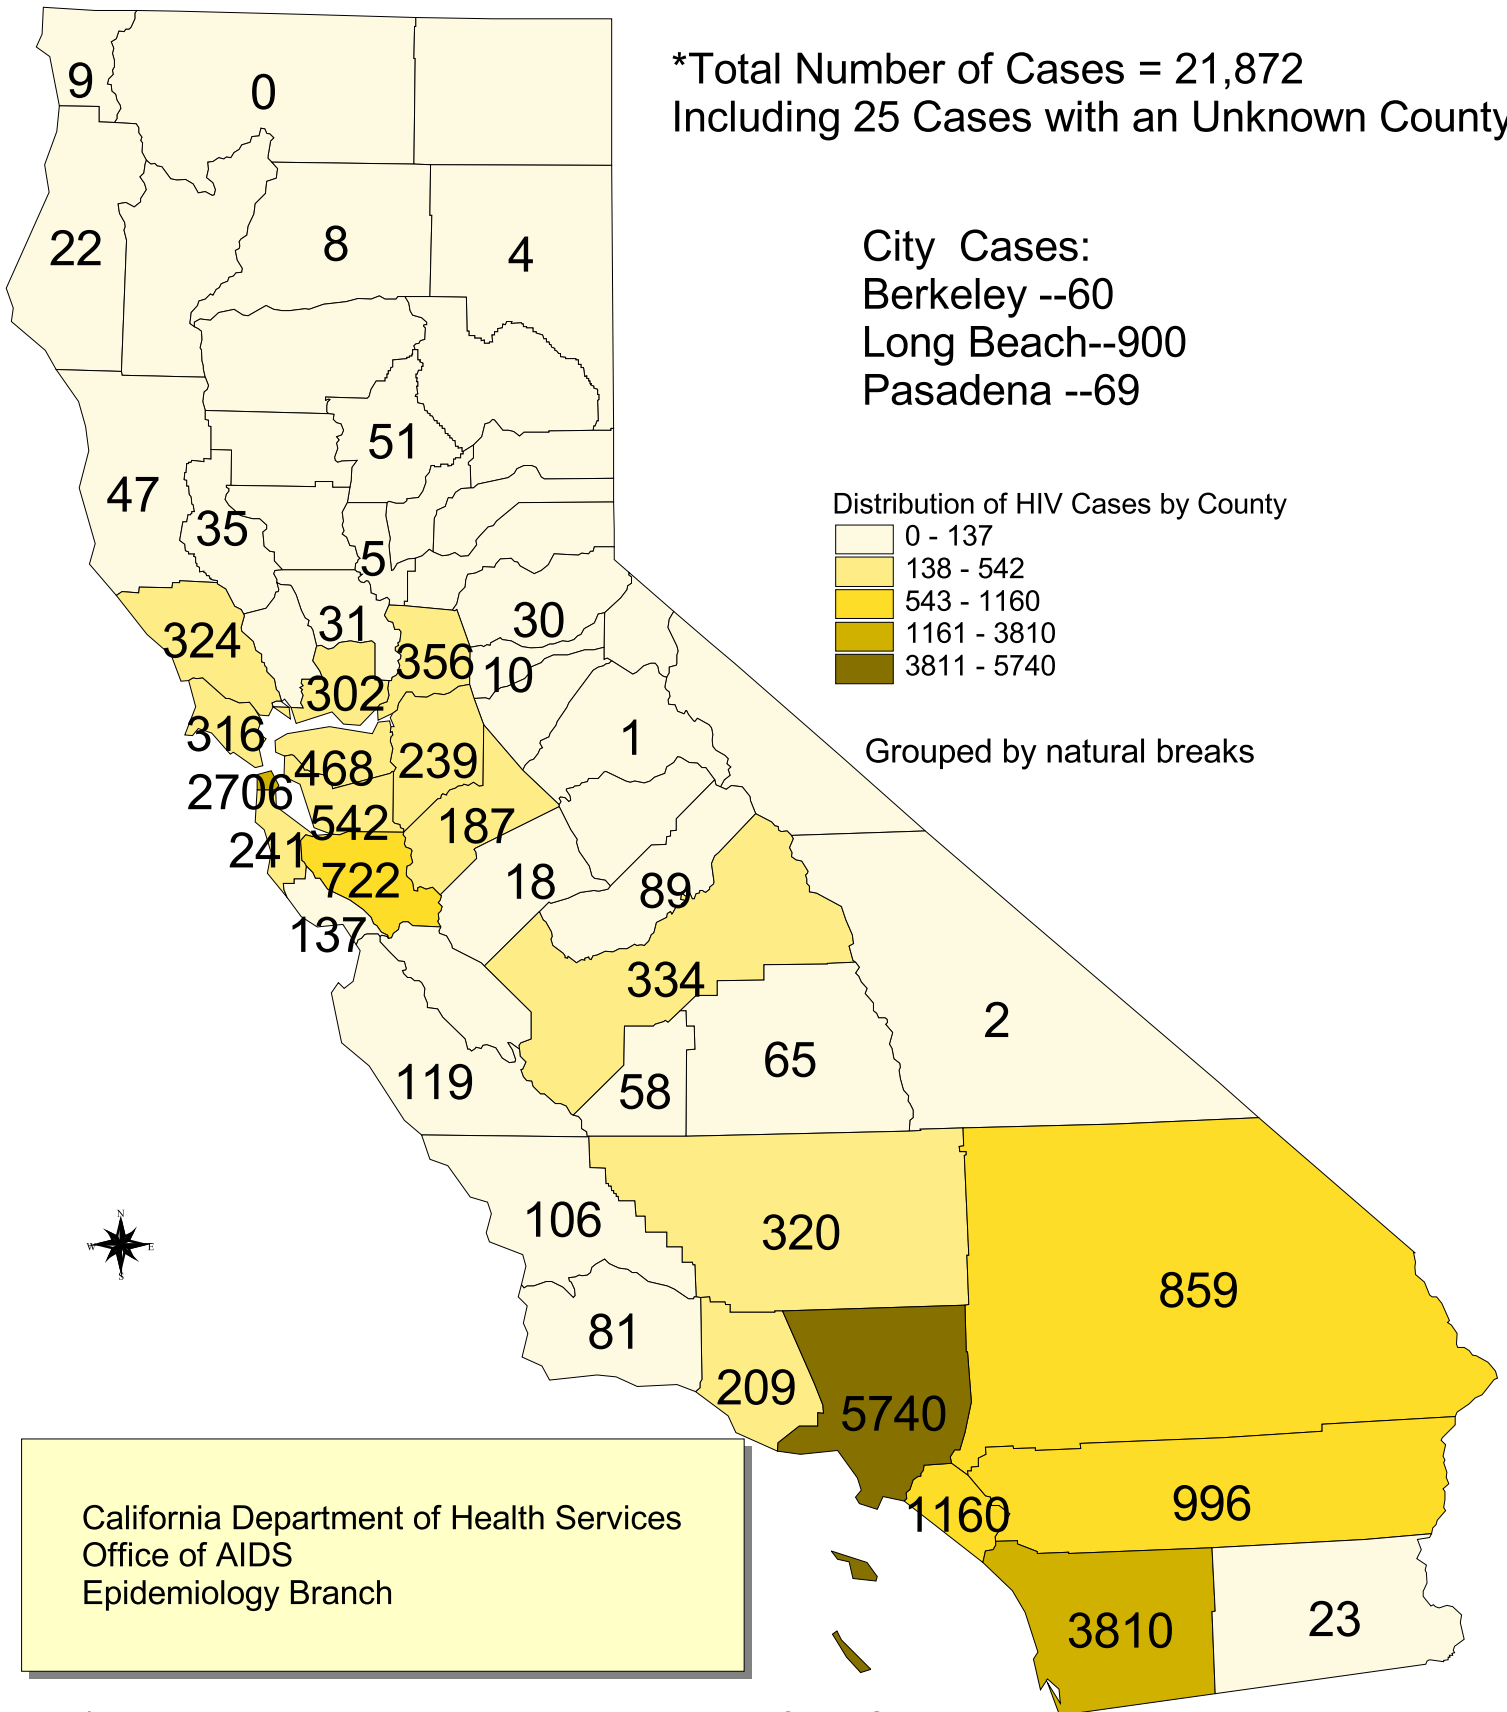 *Total Number of Cases = 21,872
Including 25 Cases with an Unknown County
City  Cases:
Berkeley --60
Long Beach--900
Pasadena --69
Distribution of HIV Cases by County
0 - 137
138 - 542
543 - 1160
1161 - 3810
3811 - 5740
Grouped by natural breaks
9
0
22
8
4
51
47
35
5
31
30
324
356
10
302
316
1
468
239
2706
542
187
241
722
18
89
137
334
2
119
58
65
106
320
859
81
209
5740
1160
996
3810
23
N
W
E
S
California Department of Health Services
Office of AIDS
Epidemiology Branch